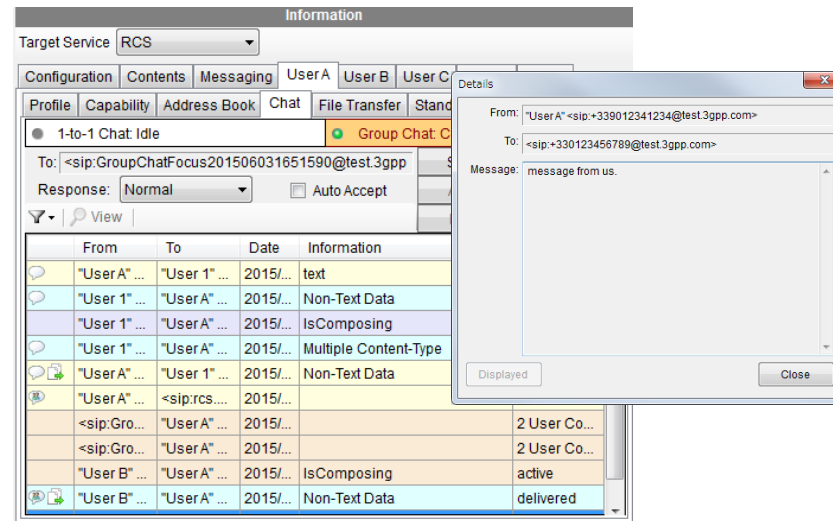 Information
Target Service RCS
Configuration Contents Messaging User A User B User C
Profile Capability Address Book Chat File Transfer Stand
1-to-1 Chat: Idle Group Chat: C
To: <sip:GroupChatFocus201506031651590@test.3gpp
Response: Normal Auto Accept
View
From To Date Information
"User A" ... "User 1" ... 2015/... text
"User 1" ... "User A" ... 2015/... Non-Text Data
"User 1" ... "User A" ... 2015/... IsComposing
"User 1" ... "User A" ... 2015/... Multiple Content-Type
"User A" ... "User 1" ... 2015/... Non-Text Data
"User A" ... <sip:rcs.... 2015/...
<sip:Gro... "User A" ... 2015/... 2 User Co...
<sip:Gro... "User A" ... 2015/... 2 User Co...
"User B" ... "User A" ... 2015/... IsComposing active
"User B" ... "User A" ... 2015/... Non-Text Data delivered
Details
From: "User A" <sip:+339012341234@test.3gpp.com>
To: <sip:+330123456789@test.3gpp.com>
Message: message from us.
Displayed Close